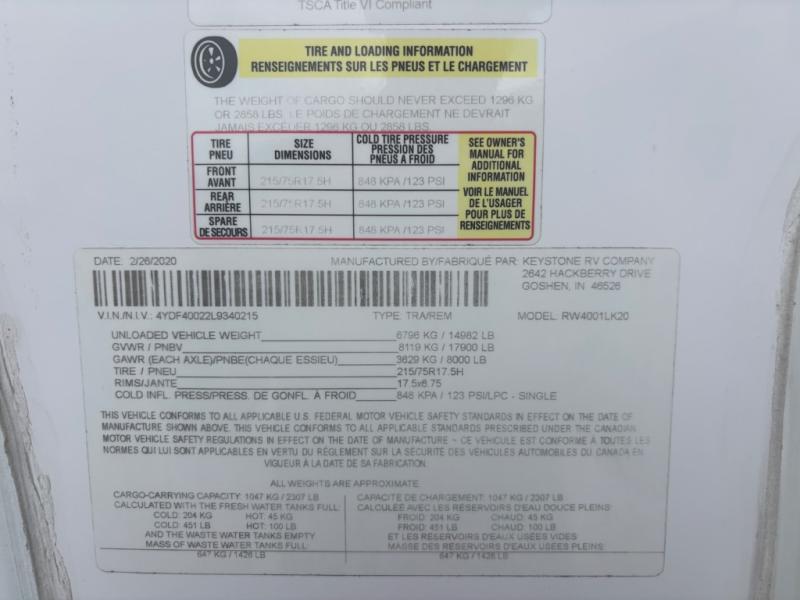 TSCA Title VI Compliant
TIRE AND LOADING INFORMATION
RENSEIGNEMENTS SUR LES PNEUS ET LE CHARGEMENT
THE WEIGHT OF CARGO SHOULD NEVER EXCEED 1296 KG
OR 2858 LBS. LE POIDS DE CHARGEMENT NE DEVRAIT
JAMAIS EXCEDER 1296 KG OU 2858 LBS.
TIRE
PNEU
SIZE
DIMENSIONS
COLD TIRE PRESSURE
PRESSION DES
PNEUS À FROID
FRONT
AVANT
215/75R17.5H
848 KPA /123 PSI
REAR
ARRIÈRE
215/75R17.5H
848 KPA /123 PSI
SPARE
DE SECOURS
215/75R17.5H
848 KPA /123 PSI
SEE OWNER'S
MANUAL FOR
ADDITIONAL
INFORMATION
VOIR LE MANUEL
DE L'USAGER
POUR PLUS DE
RENSEIGNEMENTS
DATE: 2/26/2020
MANUFACTURED BY/FABRIQUÉ PAR: KEYSTONE RV COMPANY
2642 HACKBERRY DRIVE
GOSHEN, IN 46526
V.I.N./N.I.V.: 4YDF40022L9340215 TYPE: TRA/REM MODEL: RW4001LK20
UNLOADED VEHICLE WEIGHT 6796 KG / 14982 LB
GVWR / PNBV 8119 KG / 17900 LB
GAWR (EACH AXLE)/PNBE(CHAQUE ESSIEU) 3629 KG / 8000 LB
TIRE / PNEU 215/75R17.5H
RIMS/JANTE 17.5x6.75
COLD INFL. PRESS/PRESS. DE GONFL. À FROID 848 KPA / 123 PSI/LPC - SINGLE
THIS VEHICLE CONFORMS TO ALL APPLICABLE U.S. FEDERAL MOTOR VEHICLE SAFETY STANDARDS IN EFFECT ON THE DATE OF
MANUFACTURE SHOWN ABOVE. THIS VEHICLE CONFORMS TO ALL APPLICABLE STANDARDS PRESCRIBED UNDER THE CANADIAN
MOTOR VEHICLE SAFETY REGULATIONS IN EFFECT ON THE DATE OF MANUFACTURE ~ CE VÉHICULE EST CONFORME À TOUTES LES
NORMES QUI LUI SONT APPLICABLES EN VERTU DU RÈGLEMENT SUR LA SÉCURITÉ DES VÉHICULES AUTOMOBILES DU CANADA EN
VIGUEUR À LA DATE DE SA FABRICATION.
ALL WEIGHTS ARE APPROXIMATE
CARGO-CARRYING CAPACITY: 1047 KG / 2307 LB
CALCULATED WITH THE FRESH WATER TANKS FULL:
COLD: 204 KG HOT: 45 KG
COLD: 451 LB HOT: 100 LB
AND THE WASTE WATER TANKS EMPTY
MASS OF WASTE WATER TANKS FULL:
647 KG / 1426 LB
CAPACITE DE CHARGEMENT: 1047 KG / 2307 LB
CALCULÉE AVEC LES RÉSERVOIRS D'EAU DOUCE PLEINS:
FROID: 204 KG CHAUD: 45 KG
FROID: 451 LB CHAUD: 100 LB
ET LES RÉSERVOIRS D'EAUX USÉES VIDES
MASSE DES RESERVOIRS D'EAUX USÉES PLEINS:
647 KG / 1426 LB